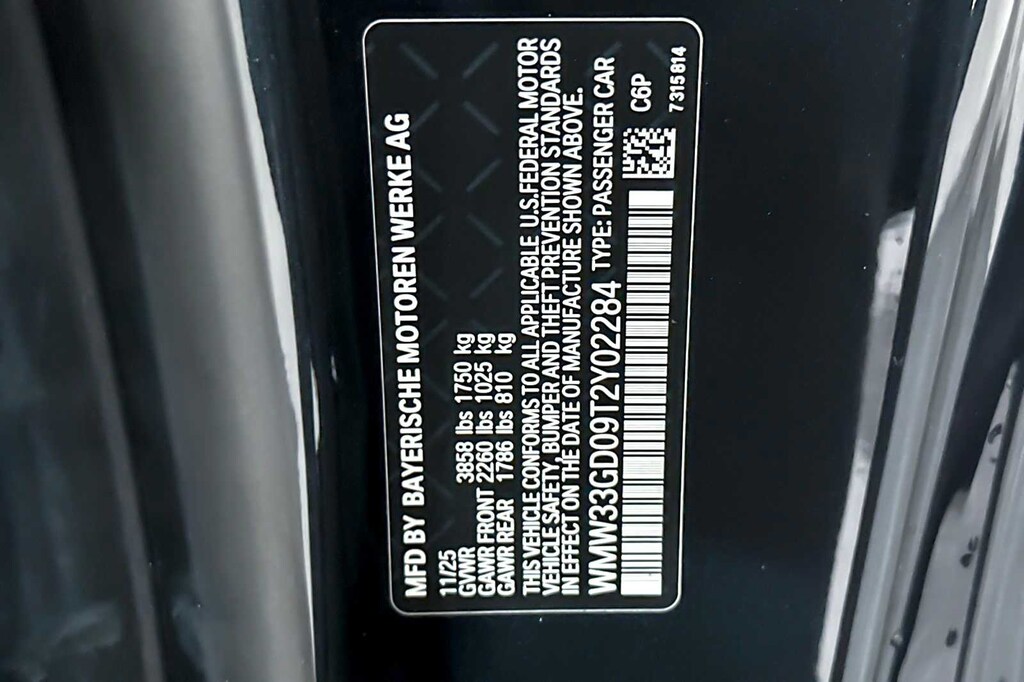 MFD BY BAYERISCHE MOTOREN WERKE AG
11/25
GVWR 3858 lbs 1750 kg
GAWR FRONT 2260 lbs 1025 kg
GAWR REAR 1786 lbs 810 kg
THIS VEHICLE CONFORMS TO ALL APPLICABLE U.S.FEDERAL MOTOR
VEHICLE SAFETY, BUMPER AND THEFT PREVENTION STANDARDS
IN EFFECT ON THE DATE OF MANUFACTURE SHOWN ABOVE.
WMW33GD09T2Y02284 TYPE: PASSENGER CAR
C6P
7315814